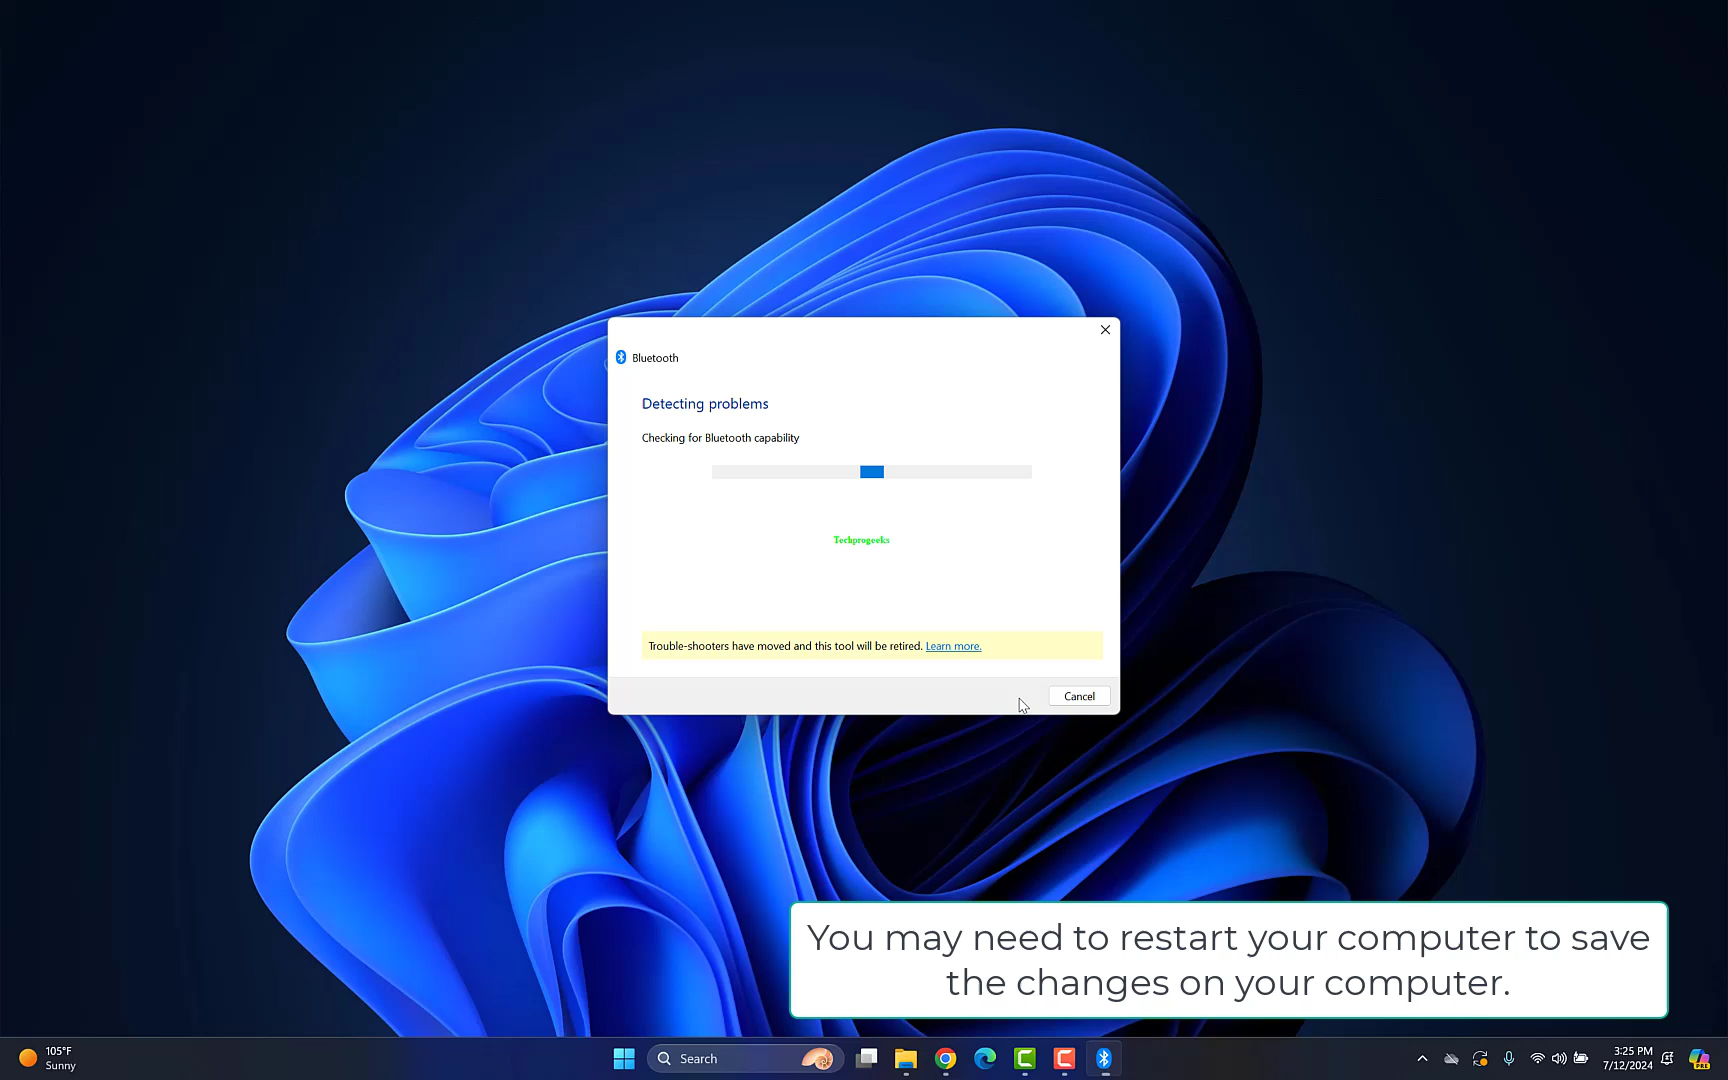 Bluetooth
Detecting problems
Checking for Bluetooth capability
Techprogeeks
Trouble-shooters have moved and this tool will be retired. Learn more.
Cancel
You may need to restart your computer to save
the changes on your computer.
105°F
Sunny
Search
3:25 PM
7/12/2024
PRE